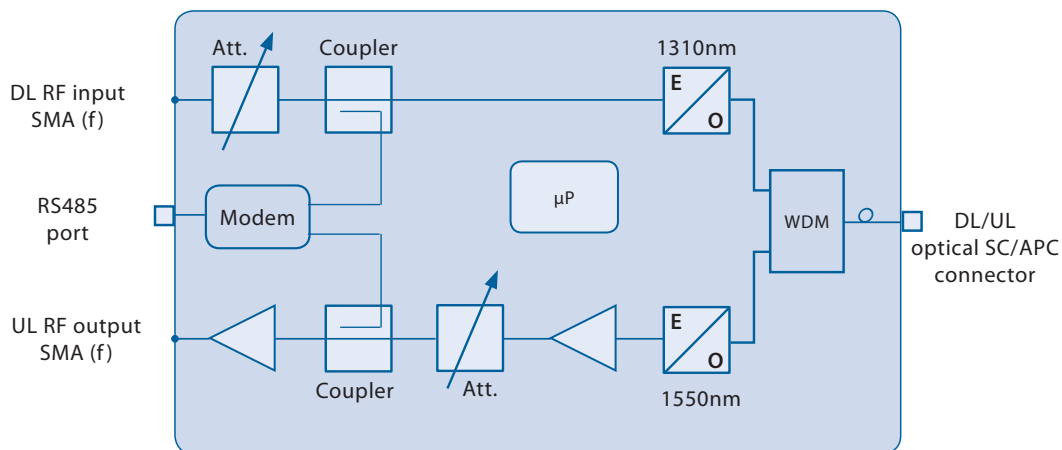 Att.
Coupler
1310nm
DL RF input
SMA (f)
E
O
RS485
port
Modem
µP
WDM
DL/UL
optical SC/APC
connector
UL RF output
SMA (f)
E
O
Coupler
Att.
1550nm